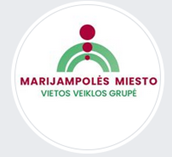 MARIJAMPOLĖS MIESTO
VIETOS VEIKLOS GRUPĖ